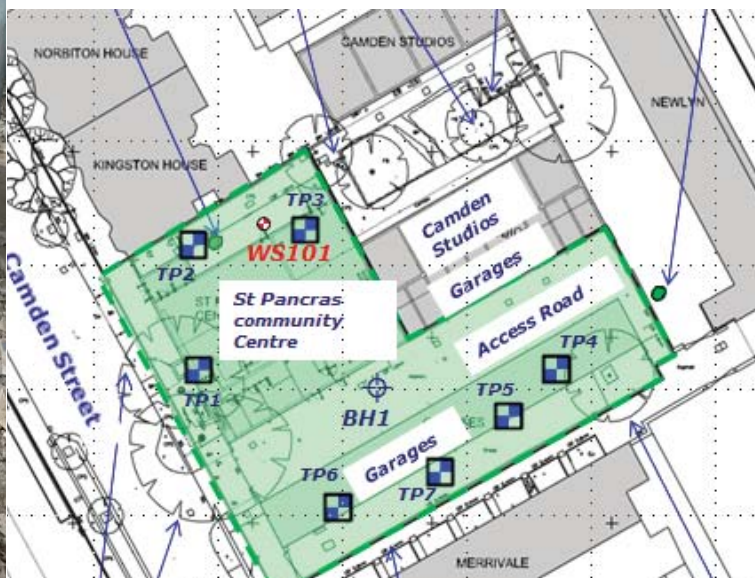 NORBITON HOUSE
CAMDEN STUDIOS
NEWLYN
KINGSTON HOUSE
TP3
TP2
WS101
Camden
Studios
Garages
Camden Street
St Pancras
community
Centre
Access Road
TP4
TP1
BH1
TP5
Garages
TP6
TP7
MERRIVALE